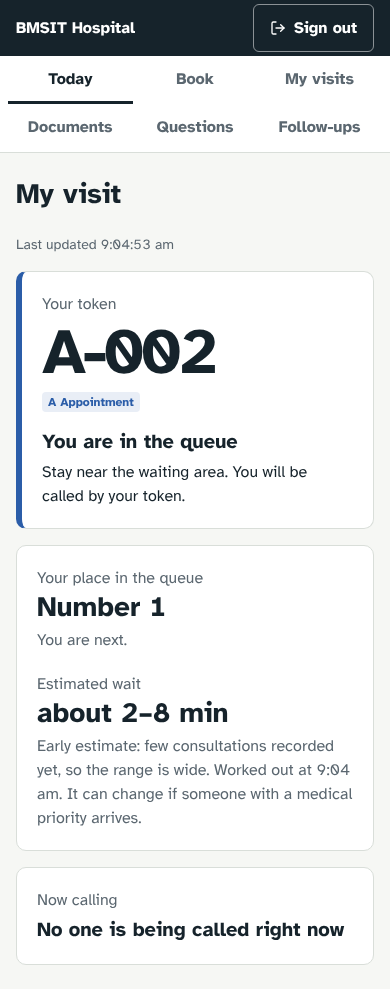 BMSIT Hospital
Sign out
Today
Book
My visits
Documents
Questions
Follow-ups
My visit
Last updated 9:04:53 am
Your token
A-002
A Appointment
You are in the queue
Stay near the waiting area. You will be
called by your token.
Your place in the queue
Number 1
You are next.
Estimated wait
about 2–8 min
Early estimate: few consultations recorded
yet, so the range is wide. Worked out at 9:04
am. It can change if someone with a medical
priority arrives.
Now calling
No one is being called right now